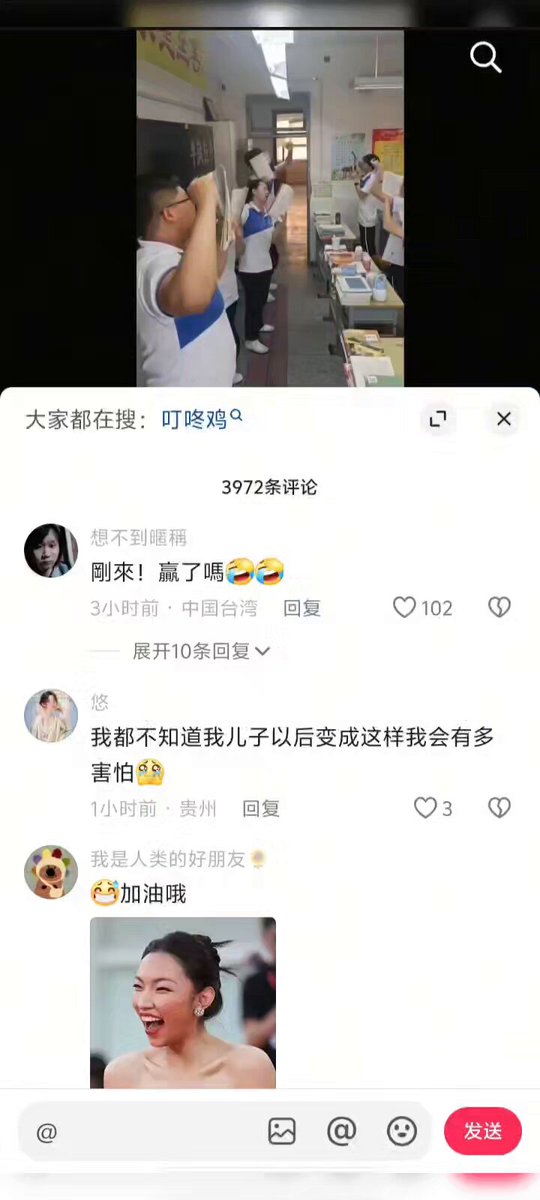 大家都在搜：叮咚鸡
3972条评论
想不到暱稱
剛來！赢了嗎🤣🤣
3小时前 · 中国台湾 回复 102
展开10条回复
悠
我都不知道我儿子以后变成这样我会有多
害怕😭
1小时前 · 贵州 回复 3
我是人类的好朋友🌻
😅加油哦
@ @ 发送